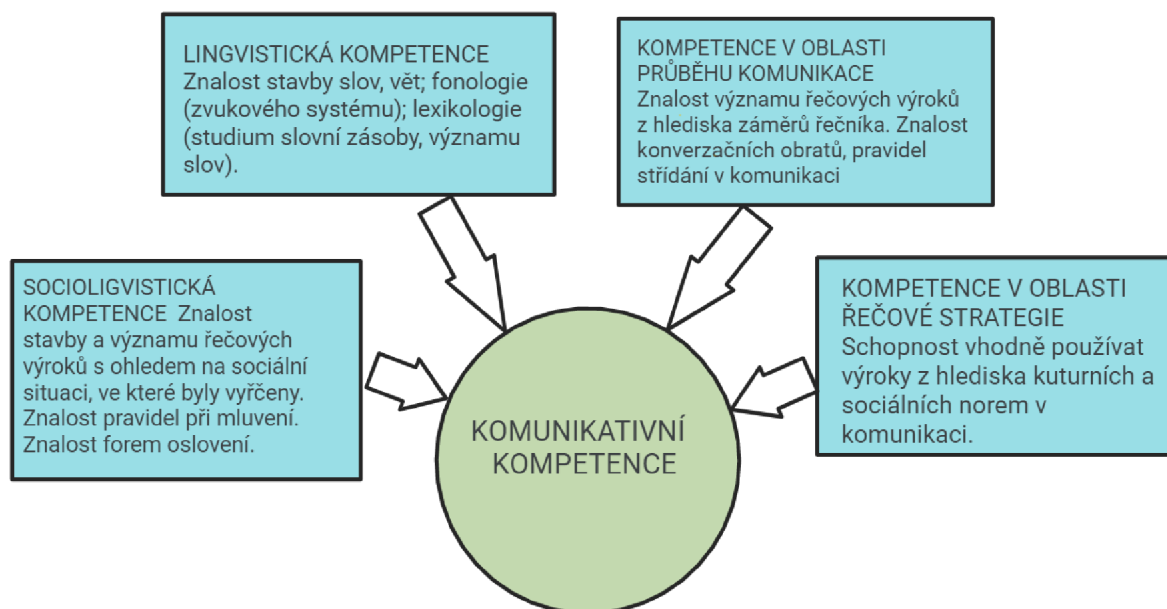 LINGVISTICKÁ KOMPETENCE
Znalost stavby slov, vět; fonologie
(zvukového systému); lexikologie
(studium slovní zásoby, významu
slov).
KOMPETENCE V OBLASTI
PRŮBĚHU KOMUNIKACE
Znalost významu řečových výroků
z hlediska záměrů řečníka. Znalost
konverzačních obratů, pravidel
střídání v komunikaci
SOCIOLIGVISTICKÁ
KOMPETENCE Znalost
stavby a významu řečových
výroků s ohledem na sociální
situaci, ve které byly vyřčeny.
Znalost pravidel při mluvení.
Znalost forem oslovení.
KOMPETENCE V OBLASTI
ŘEČOVÉ STRATEGIE
Schopnost vhodně používat
výroky z hlediska kuturních a
sociálních norem v
komunikaci.
KOMUNIKATIVNÍ
KOMPETENCE